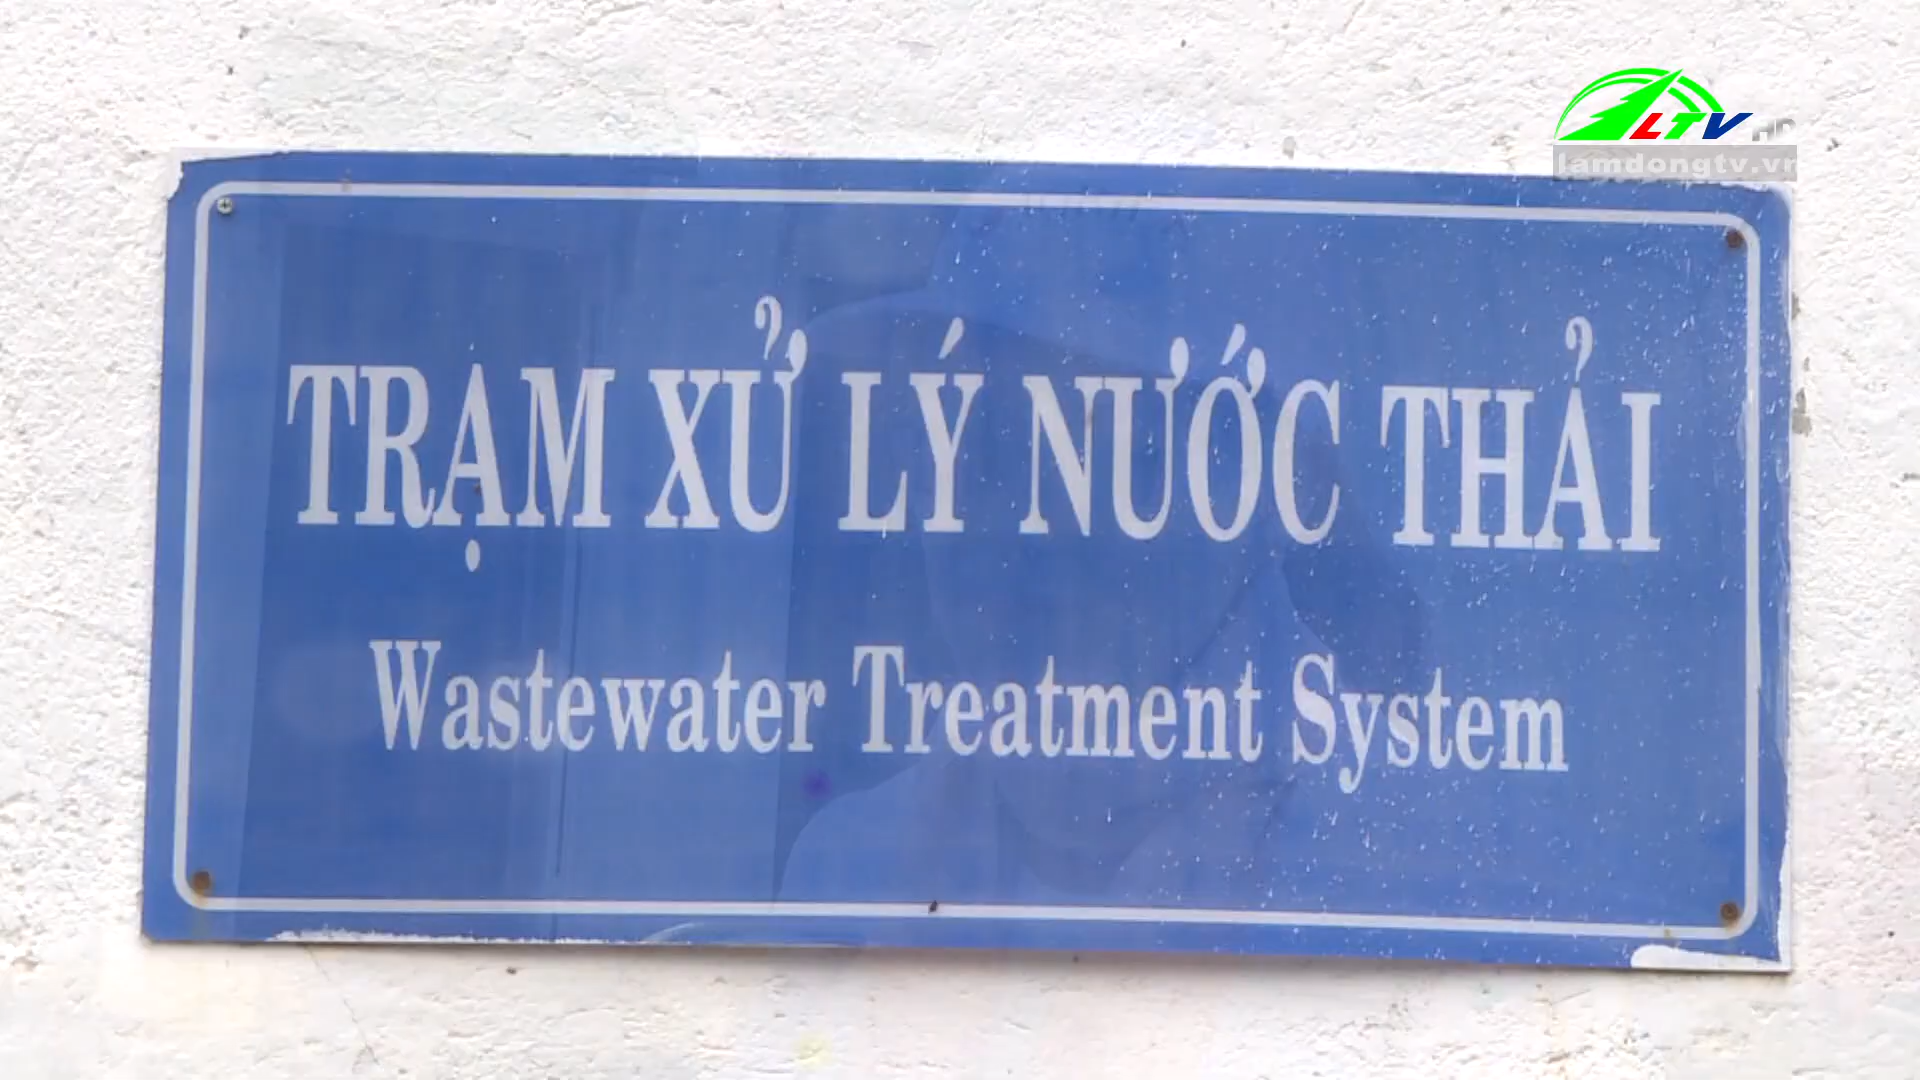 LTV HD
lamdongtv.vn
TRẠM XỬ LÝ NƯỚC THẢI
Wastewater Treatment System